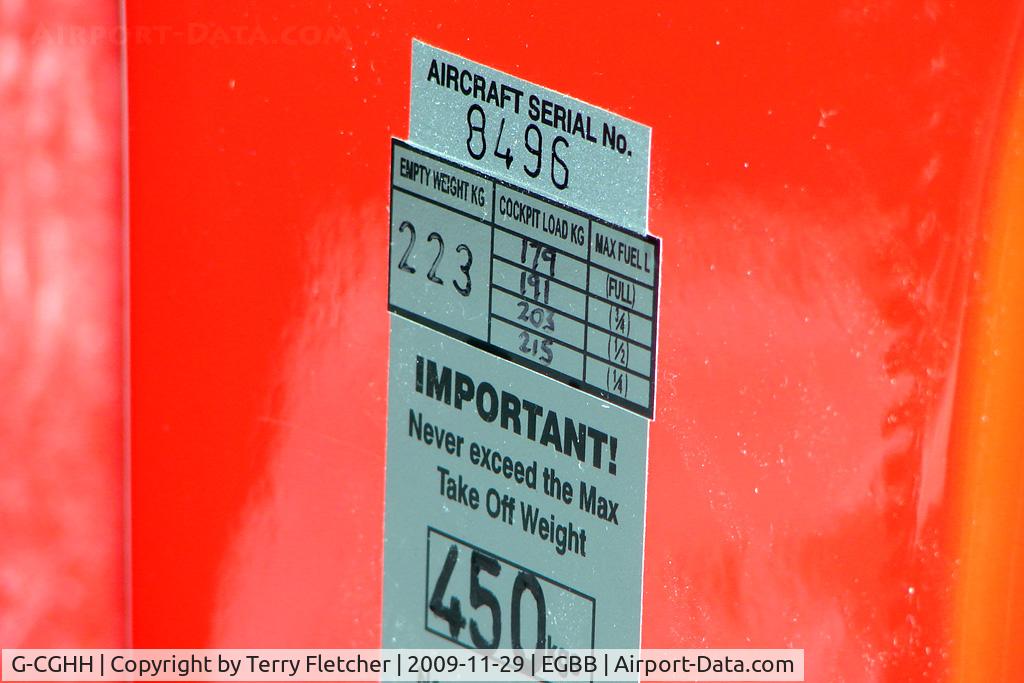 AIRPORT-DATA.COM
AIRCRAFT SERIAL No.
8496
EMPTY WEIGHT KG COCKPIT LOAD KG MAX FUEL L
223
179 (FULL)
191 (¾)
203 (½)
215 (¼)
IMPORTANT!
Never exceed the Max
Take Off Weight
450
G-CGHH | Copyright by Terry Fletcher | 2009-11-29 | EGBB | Airport-Data.com